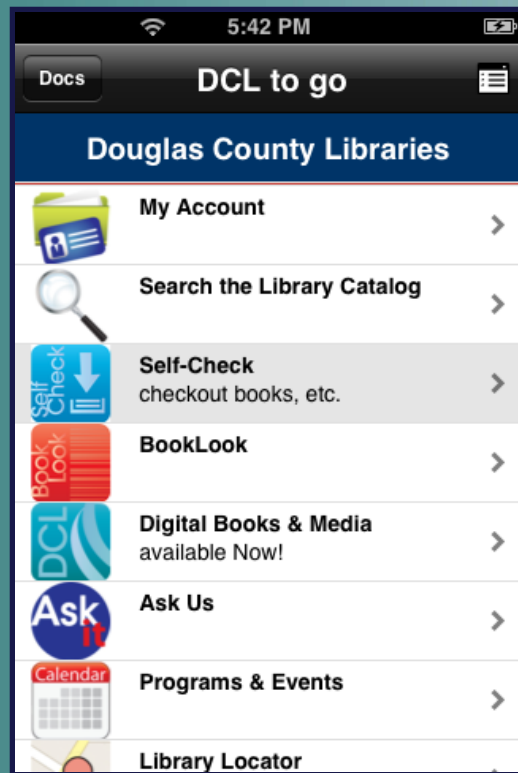 5:42 PM
Docs
DCL to go
Douglas County Libraries
My Account
Search the Library Catalog
Self Check
Self-Check
checkout books, etc.
Book Look
BookLook
DCL
Digital Books & Media
available Now!
Ask it
Ask Us
Calendar
Programs & Events
Library Locator